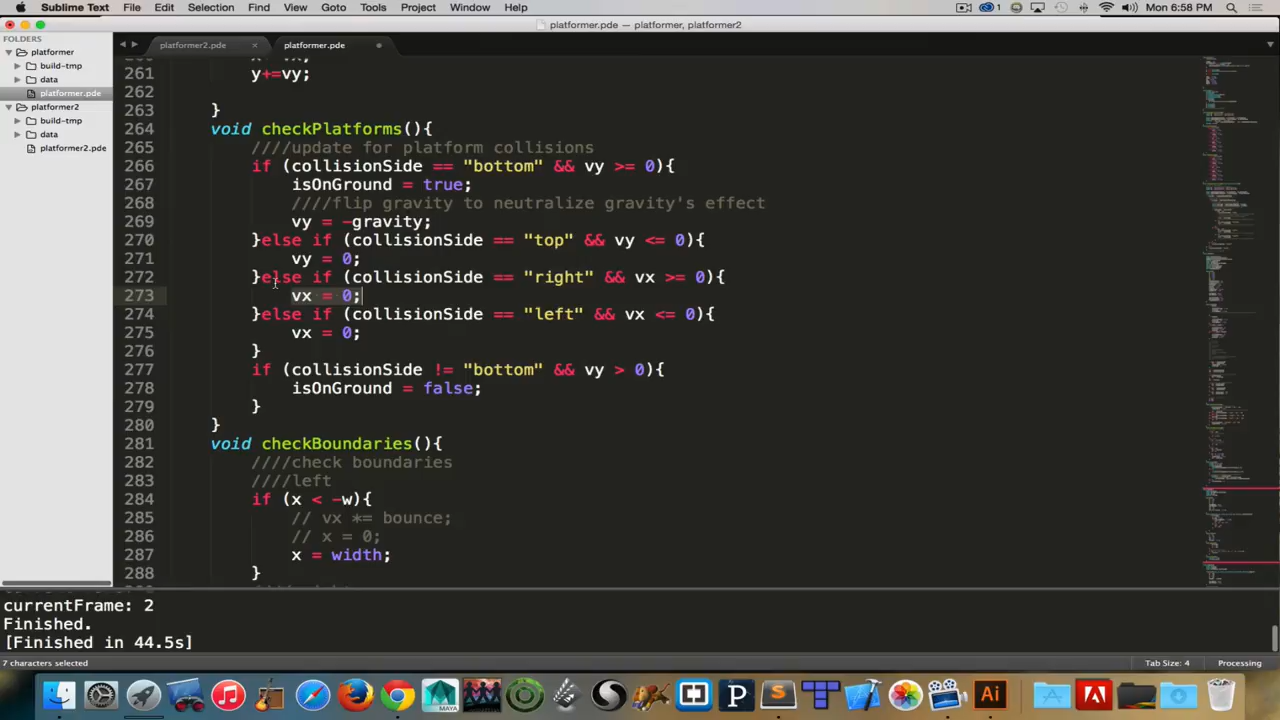 Sublime Text File Edit Selection Find View Goto Tools Project Window Help 1 Mon 6:58 PM
platformer.pde — platformer, platformer2
FOLDERS
platformer
build-tmp
data
platformer.pde
platformer2
build-tmp
data
platformer2.pde
platformer2.pde × platformer.pde
261 y+=vy;
262
263 }
264 void checkPlatforms(){
265 ////update for platform collisions
266 if (collisionSide == "bottom" && vy >= 0){
267 isOnGround = true;
268 ////flip gravity to neutralize gravity's effect
269 vy = -gravity;
270 }else if (collisionSide == "top" && vy <= 0){
271 vy = 0;
272 }else if (collisionSide == "right" && vx >= 0){
273 vx = 0;
274 }else if (collisionSide == "left" && vx <= 0){
275 vx = 0;
276 }
277 if (collisionSide != "bottom" && vy > 0){
278 isOnGround = false;
279 }
280 }
281 void checkBoundaries(){
282 ////check boundaries
283 ////left
284 if (x < -w){
285 // vx *= bounce;
286 // x = 0;
287 x = width;
288 }
currentFrame: 2
Finished.
[Finished in 44.5s]
7 characters selected Tab Size: 4 Processing
MAYA P S Ai